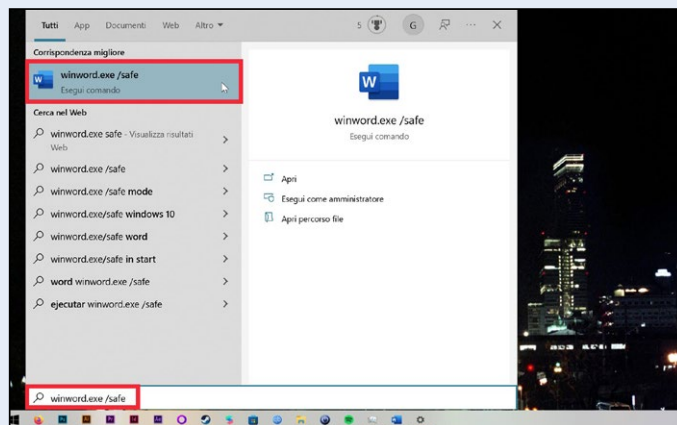 Tutti App Documenti Web Altro 5 G ...
Corrispondenza migliore
winword.exe /safe
Esegui comando
Cerca nel Web
winword.exe safe - Visualizza risultati
Web
winword.exe /safe
winword.exe /safe mode
winword.exe/safe windows 10
winword.exe/safe word
winword.exe/safe in start
word winword.exe /safe
ejecutar winword.exe /safe
W
winword.exe /safe
Esegui comando
Apri
Esegui come amministratore
Apri percorso file
winword.exe /safe